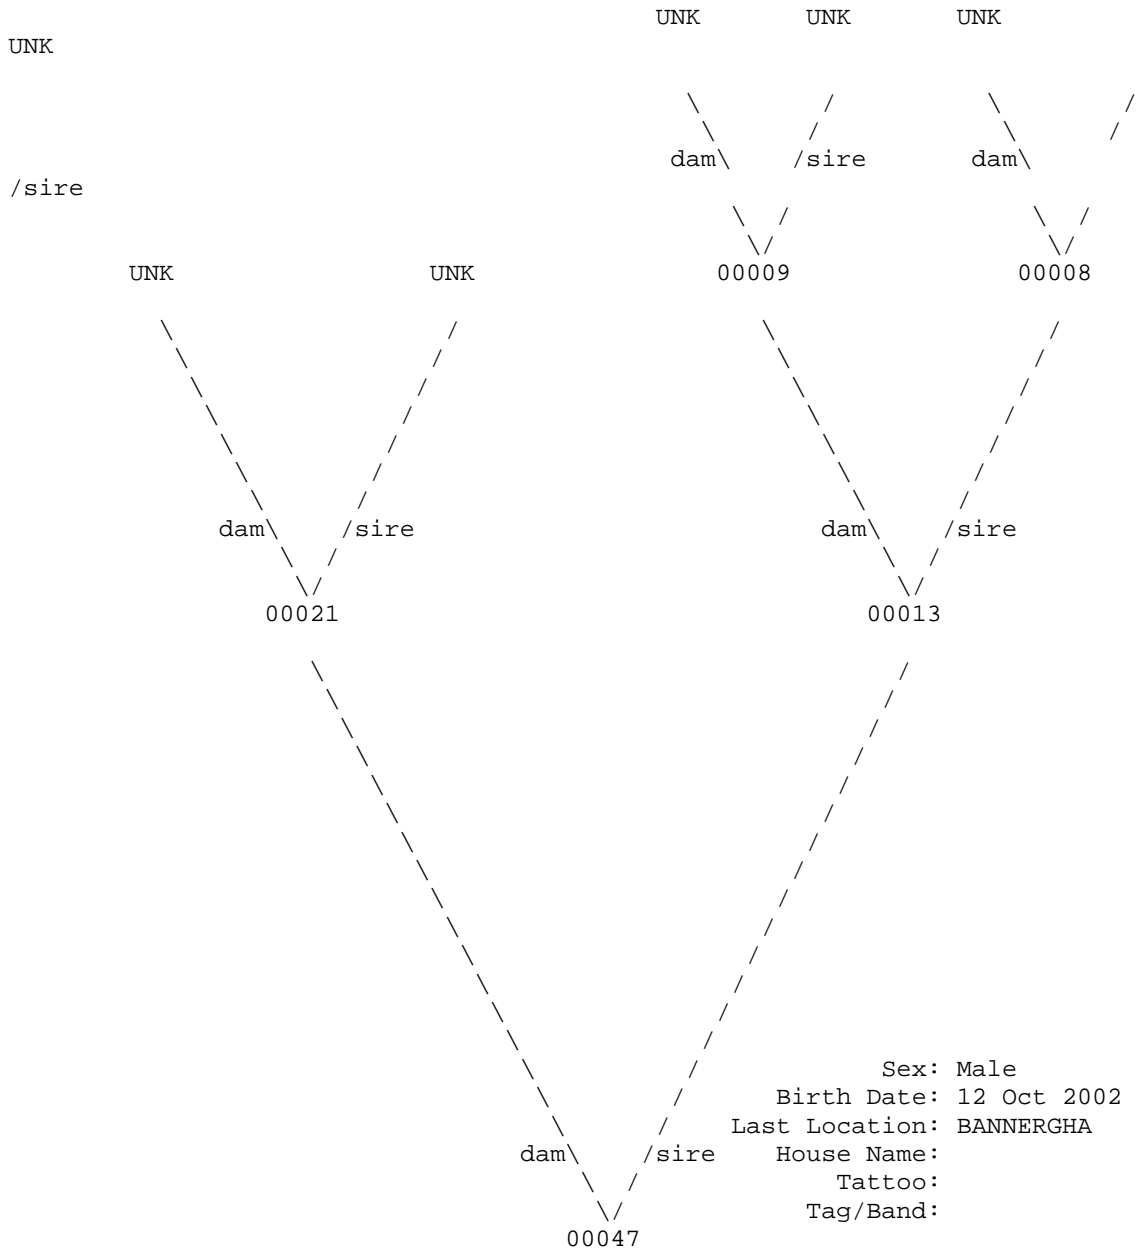 UNK UNK UNK
UNK
\ / \ /
\ / \ /
dam\ /sire dam\
/sire
\ / \ /
\/ \/
UNK UNK 00009 00008
\ / \ /
\ / \ /
\ / \ /
\ / \ /
\ / \ /
\ / \ /
\ / \ /
dam\ /sire dam\ /sire
\ / \ /
\/ \/
00021 00013
\ /
\ /
\ /
\ /
\ /
\ /
\ /
\ /
\ /
\ /
\ /
\ /
\ /
\ /
\ / Sex: Male
\ / Birth Date: 12 Oct 2002
\ / Last Location: BANNERGHA
dam\ /sire House Name:
\ / Tattoo:
\/ Tag/Band:
00047